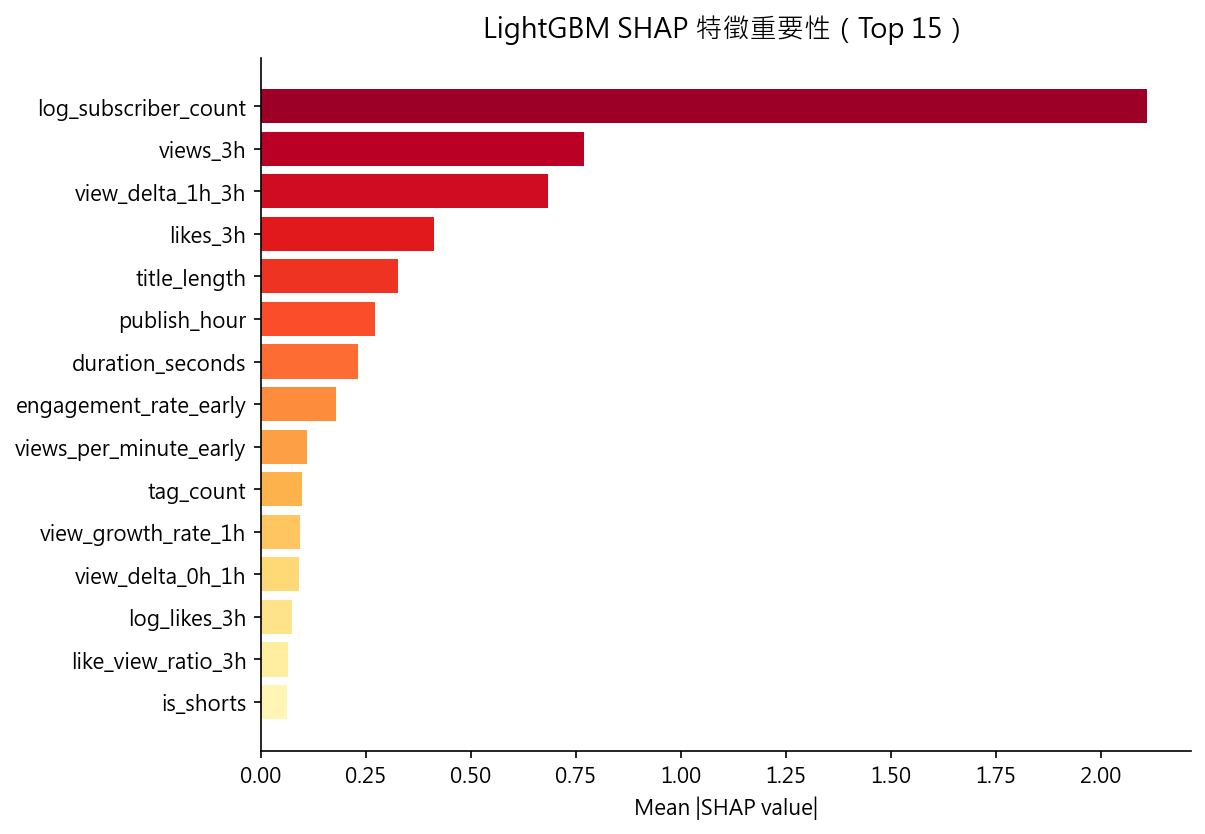 LightGBM SHAP 特徵重要性（Top 15）
log_subscriber_count
views_3h
view_delta_1h_3h
likes_3h
title_length
publish_hour
duration_seconds
engagement_rate_early
views_per_minute_early
tag_count
view_growth_rate_1h
view_delta_0h_1h
log_likes_3h
like_view_ratio_3h
is_shorts
0.00 0.25 0.50 0.75 1.00 1.25 1.50 1.75 2.00
Mean |SHAP value|